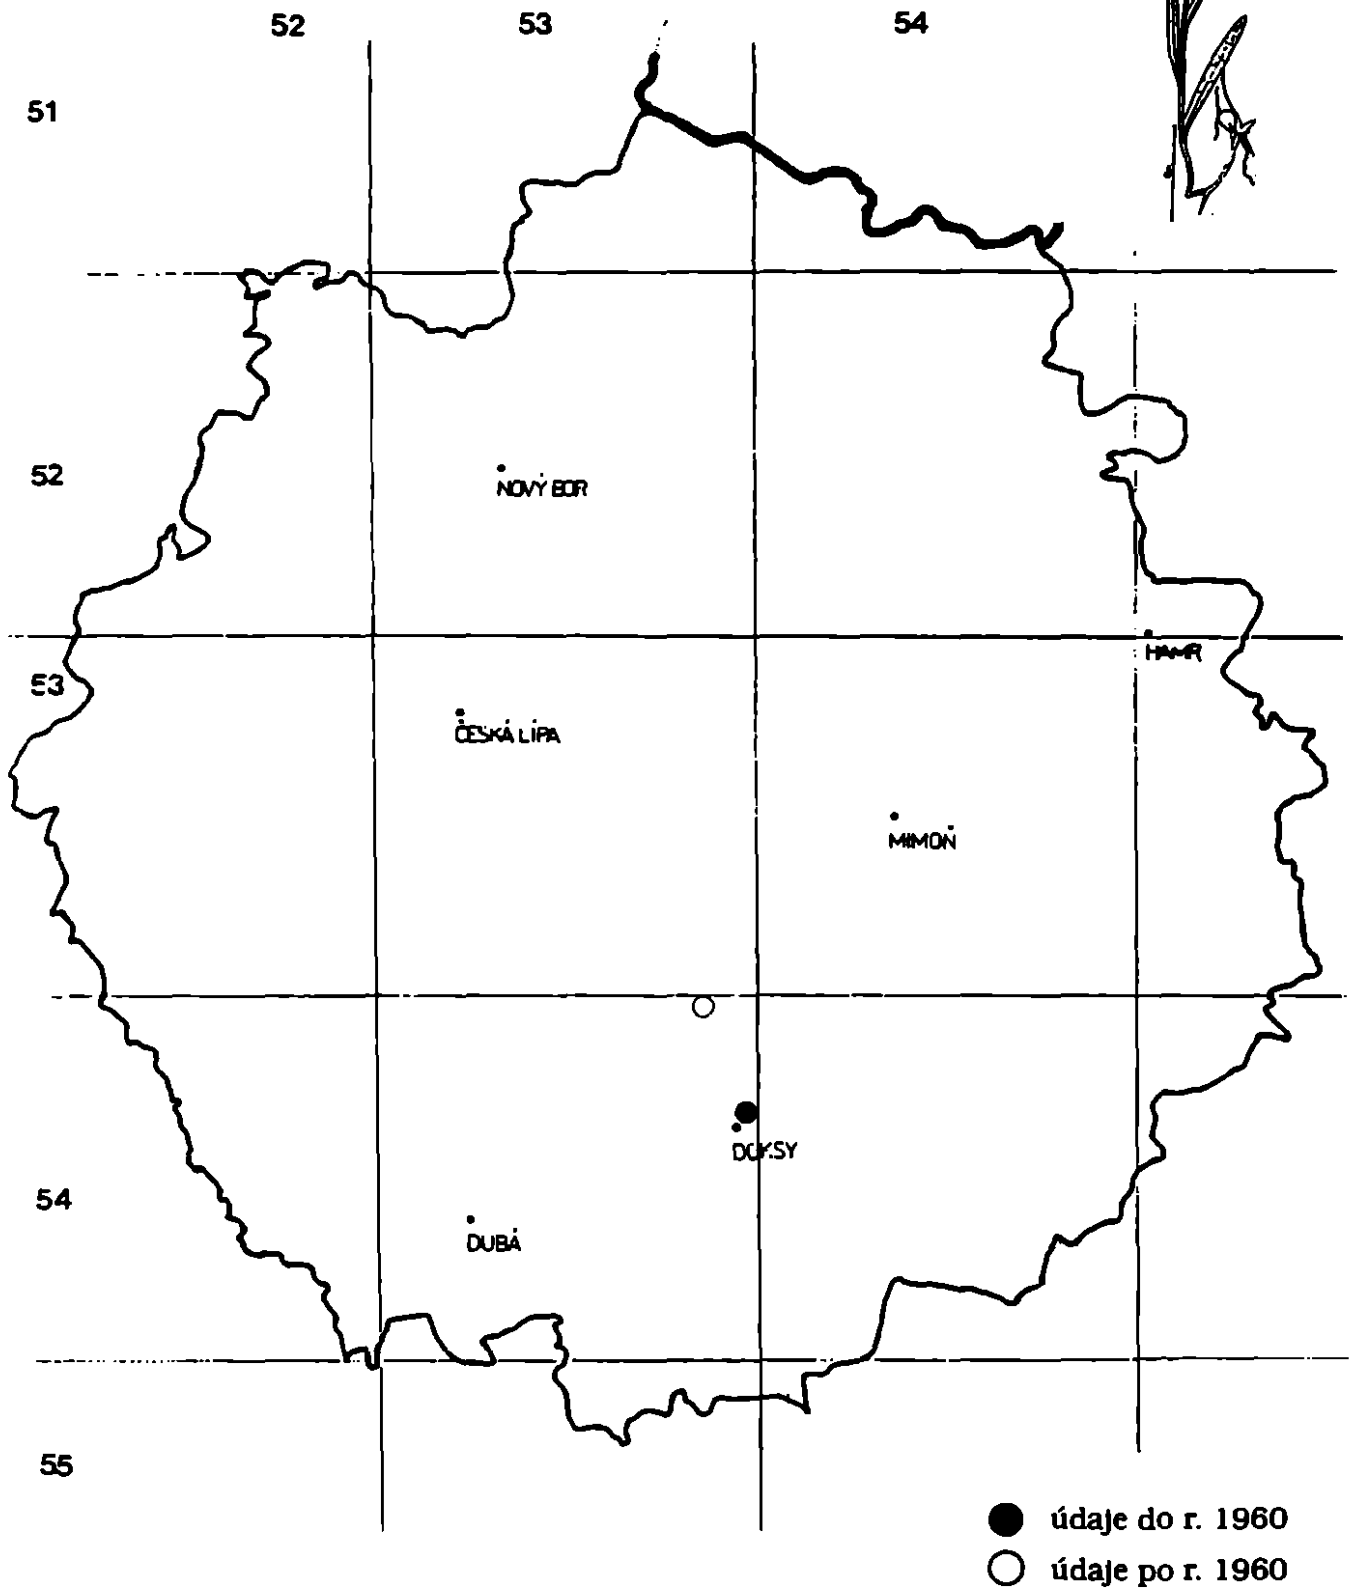 52 53 54
51
52
NOVÝ BOR
HAMR
53
ČESKÁ LÍPA
MIMOŇ
DOKSY
54
DUBÁ
55
údaje do r. 1960
údaje po r. 1960